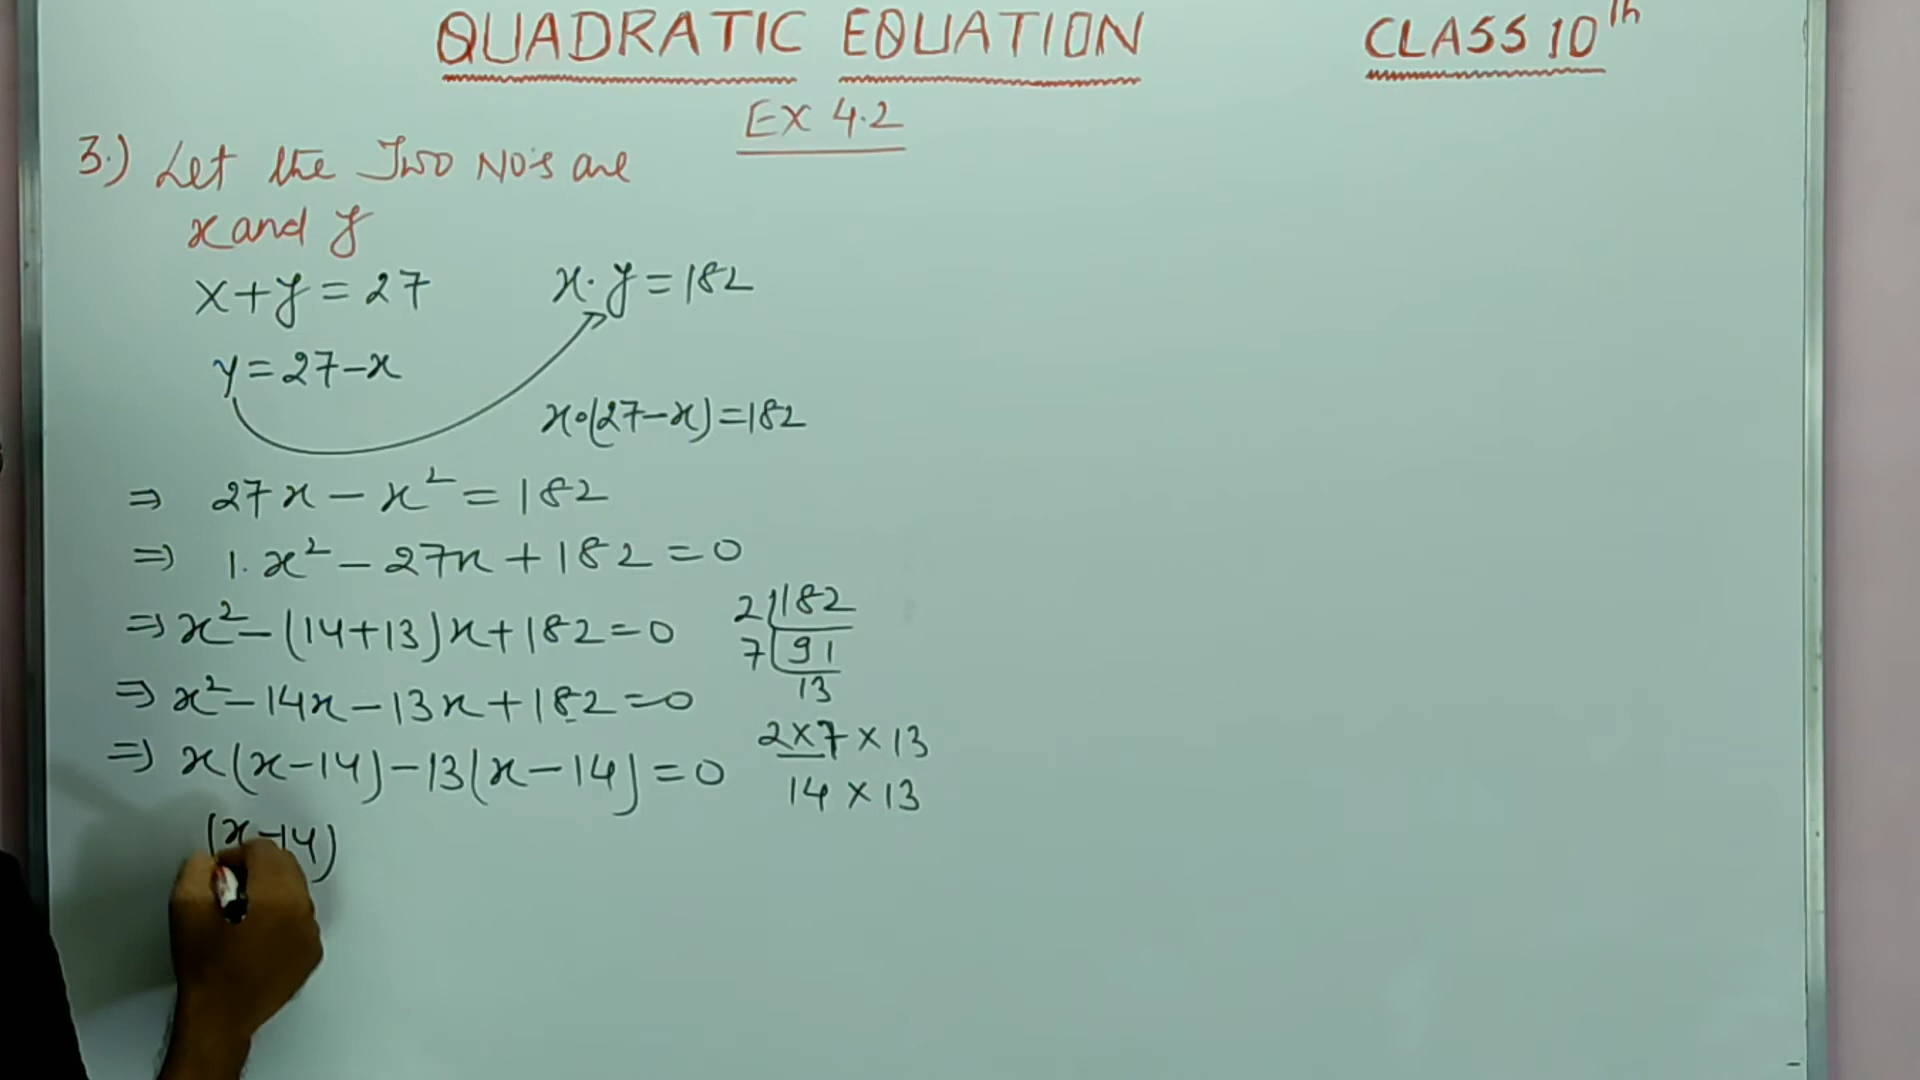 QUADRATIC EQUATION
CLASS 10th
EX 4.2
3.) Let the Two NO's are
x and y
x+y=27
x.y=182
y=27-x
x.(27-x)=182
⇒ 27x-x²=182
⇒ 1.x²-27x+182=0
⇒ x²-(14+13)x+182=0
⇒ x²-14x-13x+182=0
⇒ x(x-14)-13(x-14)=0
(x-14)
2|182
7|91
13
2×7×13
14×13